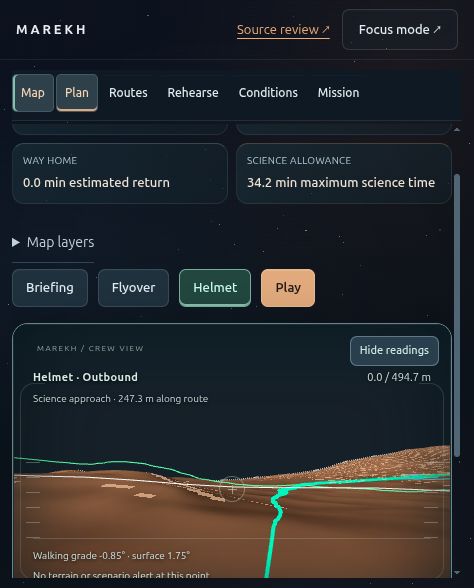 MAREKH
Source review ↗
Focus mode ↗
Map
Plan
Routes
Rehearse
Conditions
Mission
WAY HOME
0.0 min estimated return
SCIENCE ALLOWANCE
34.2 min maximum science time
▶ Map layers
Briefing
Flyover
Helmet
Play
MAREKH / CREW VIEW
Hide readings
Helmet · Outbound
0.0 / 494.7 m
Science approach · 247.3 m along route
Walking grade -0.85° · surface 1.75°
No terrain or scenario alert at this point